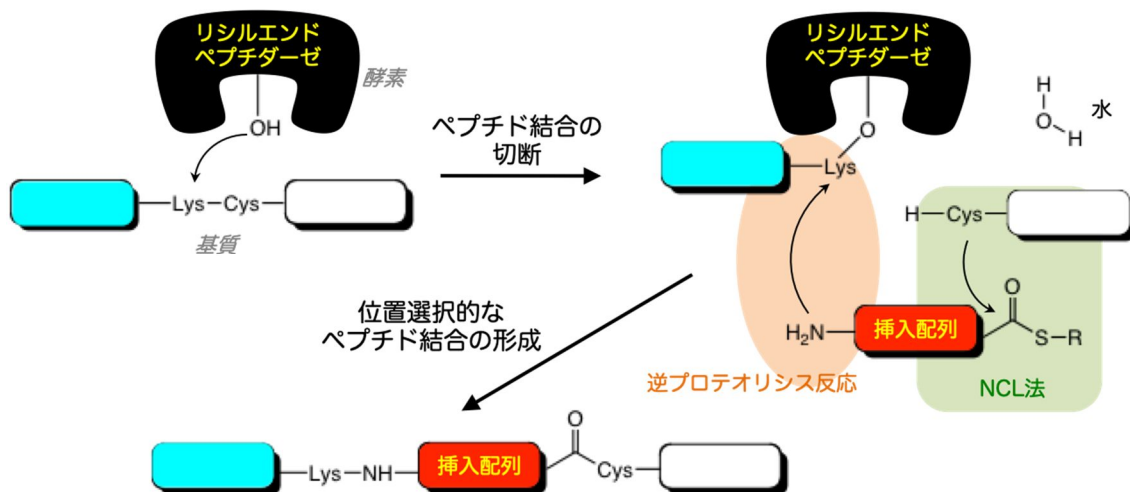 リシルエンド
ペプチダーゼ
酵素
OH
Lys Cys
基質
ペプチド結合の
切断
リシルエンド
ペプチダーゼ
O
Lys
H
O
H
水
H Cys
O
H₂N 挿入配列 S R
逆プロテオリシス反応
NCL法
位置選択的な
ペプチド結合の形成
O
Lys NH 挿入配列 Cys